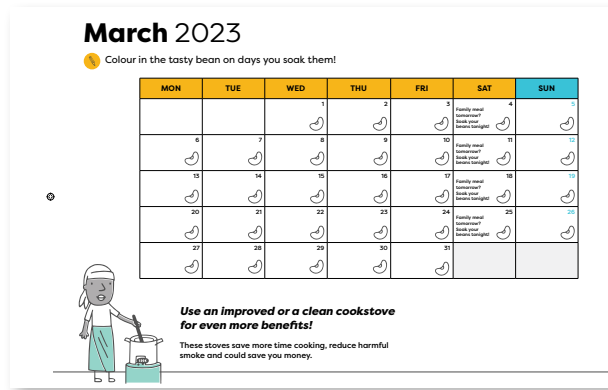 March 2023
Colour in the tasty bean on days you soak them!
MON TUE WED THU FRI SAT SUN
1 2 3 4 5
Family meal
tomorrow?
Soak your
beans tonight!
6 7 8 9 10 11 12
Family meal
tomorrow?
Soak your
beans tonight!
13 14 15 16 17 18 19
Family meal
tomorrow?
Soak your
beans tonight!
20 21 22 23 24 25 26
Family meal
tomorrow?
Soak your
beans tonight!
27 28 29 30 31
Use an improved or a clean cookstove
for even more benefits!
These stoves save more time cooking, reduce harmful
smoke and could save you money.